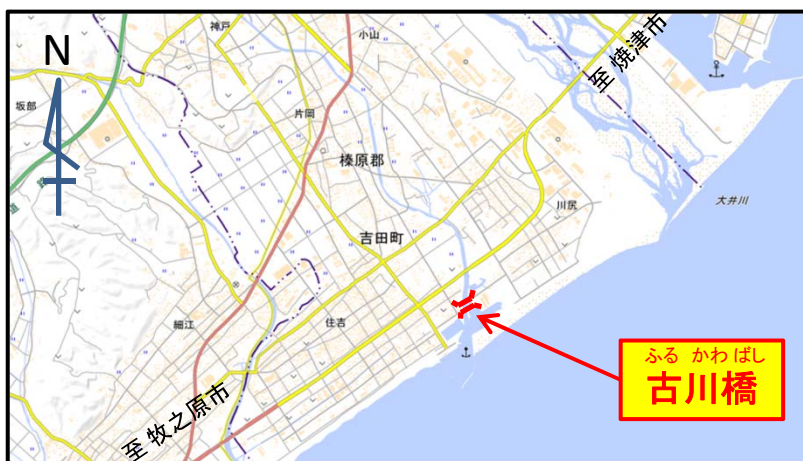 神戸
小山
N
至 焼津市
坂部
片岡
榛原郡
大井川
川尻
吉田町
細江
住吉
ふる かわ ばし
古川橋
至 牧之原市